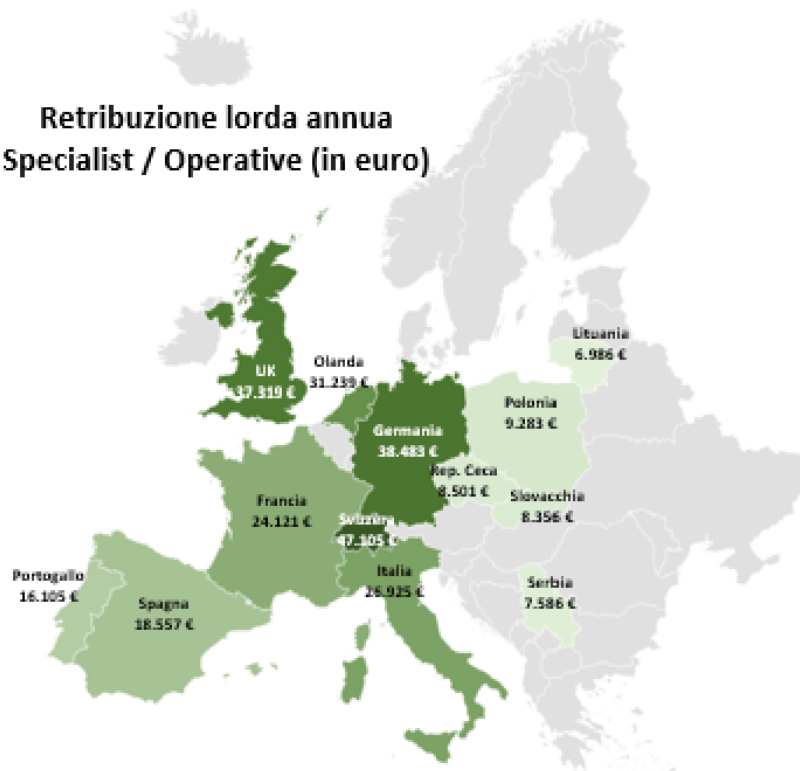 Retribuzione lorda annua
Specialist / Operative (in euro)
Lituania
6.986 €
UK
37.319 €
Olanda
31.239 €
Polonia
9.283 €
Germania
38.483 €
Rep. Ceca
8.501 €
Slovacchia
8.356 €
Francia
24.121 €
Svizzera
47.105 €
Italia
26.925 €
Portogallo
16.105 €
Spagna
18.557 €
Serbia
7.586 €